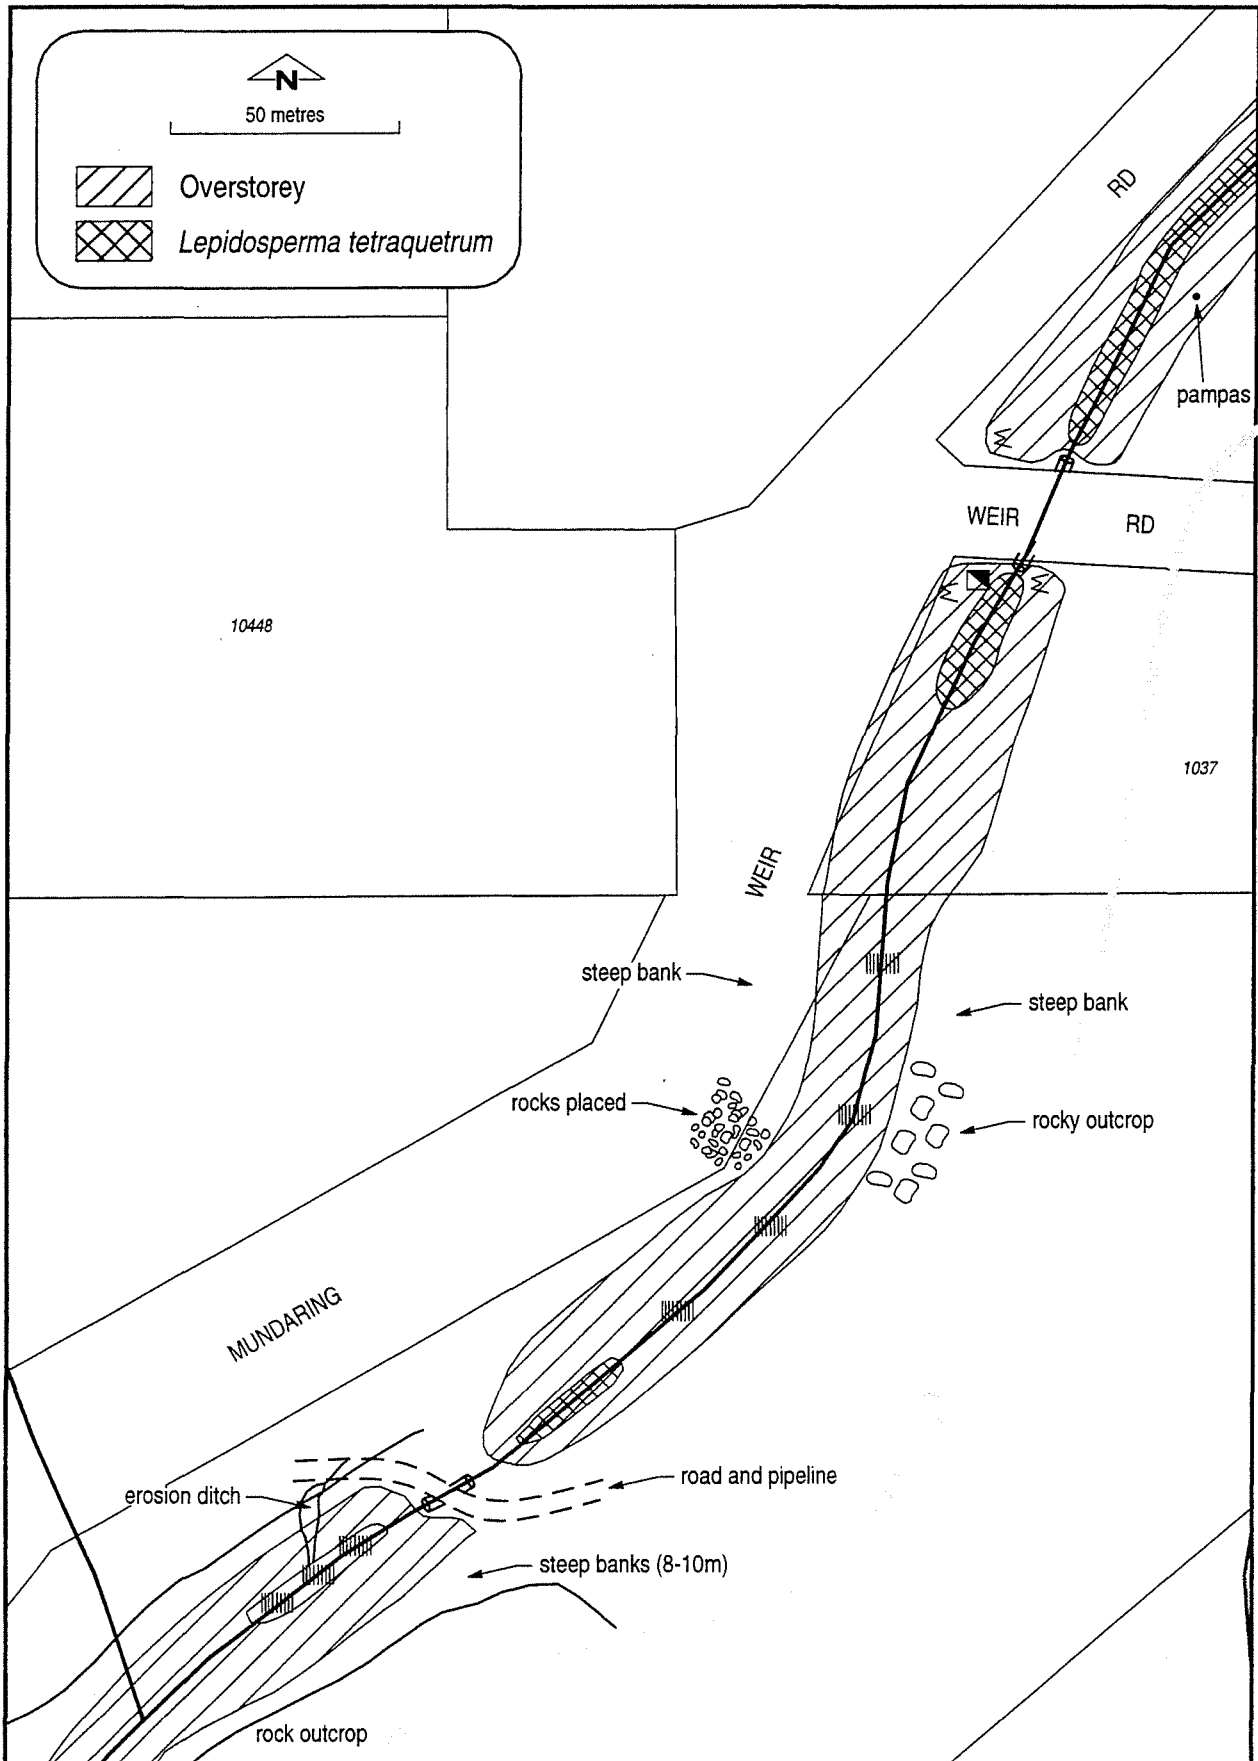 N
50 metres
Overstorey
Lepidosperma tetraquetrum
RD
pampas
W
WEIR
RD
W
W
10448
1037
WEIR
steep bank
steep bank
rocks placed
rocky outcrop
MUNDARING
road and pipeline
erosion ditch
steep banks (8-10m)
rock outcrop